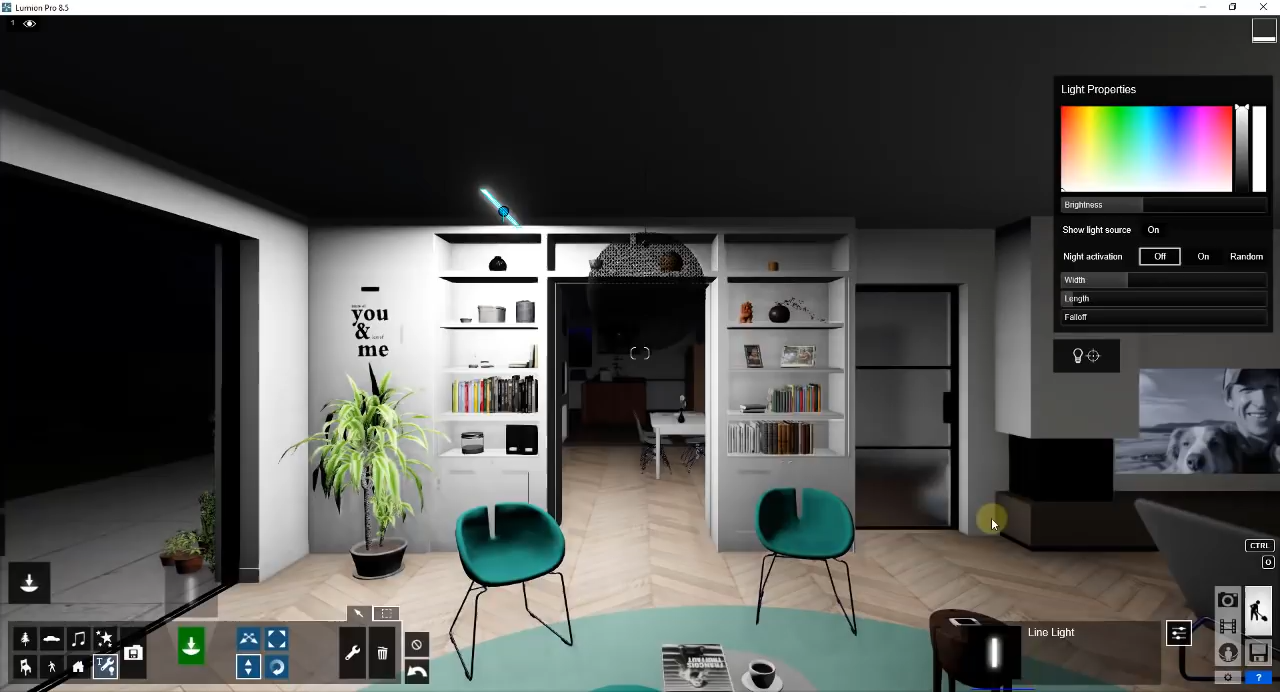 Lumion Pro 8.5
1
Light Properties
Brightness
Show light source On
Night activation Off On Random
Width
Length
Falloff
you
&
me
CTRL
O
Line Light
T
?